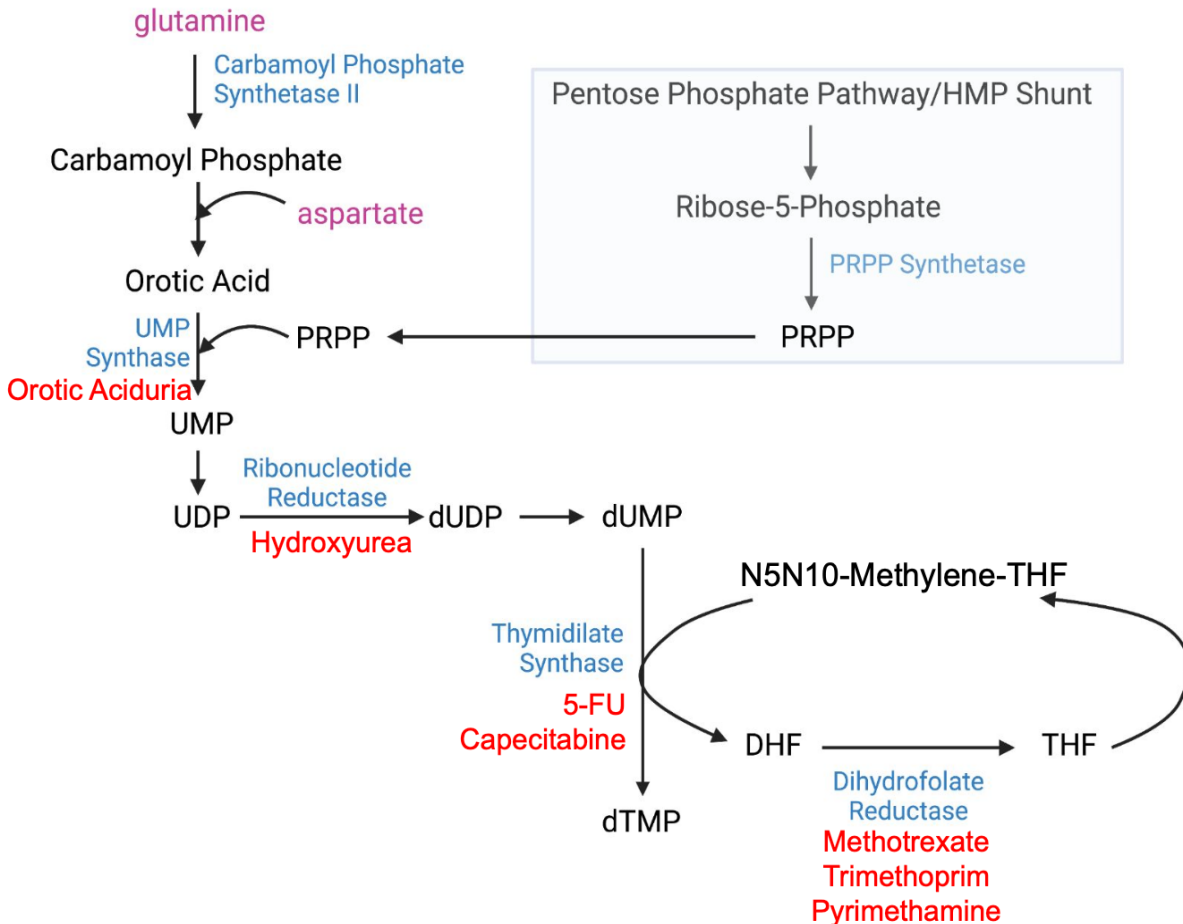 glutamine
Carbamoyl Phosphate
Synthetase II
Carbamoyl Phosphate
aspartate
Orotic Acid
UMP
Synthase
Orotic Aciduria
PRPP
Pentose Phosphate Pathway/HMP Shunt
Ribose-5-Phosphate
PRPP Synthetase
PRPP
UMP
UDP
Ribonucleotide
Reductase
Hydroxyurea
dUDP
dUMP
N5N10-Methylene-THF
Thymidilate
Synthase
5-FU
Capecitabine
DHF
THF
Dihydrofolate
Reductase
Methotrexate
Trimethoprim
Pyrimethamine
dTMP